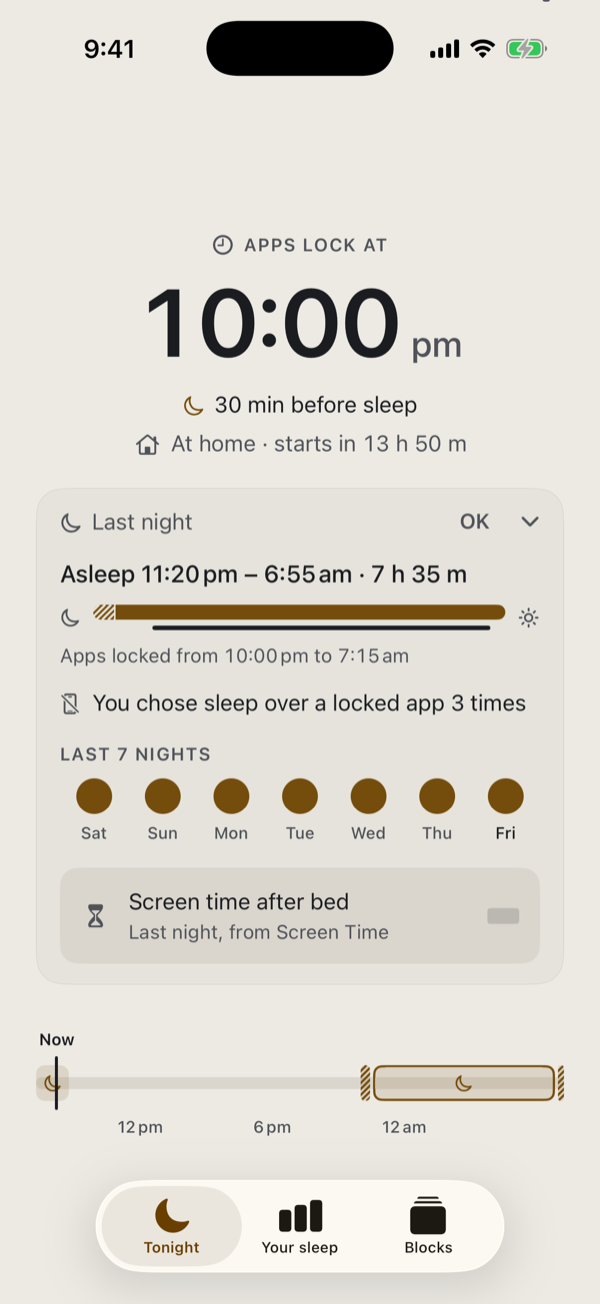 9:41
APPS LOCK AT
10:00 pm
30 min before sleep
At home · starts in 13 h 50 m
Last night OK
Asleep 11:20 pm – 6:55 am · 7 h 35 m
Apps locked from 10:00 pm to 7:15 am
You chose sleep over a locked app 3 times
LAST 7 NIGHTS
Sat Sun Mon Tue Wed Thu Fri
Screen time after bed
Last night, from Screen Time
Now
12 pm 6 pm 12 am
Tonight Your sleep Blocks